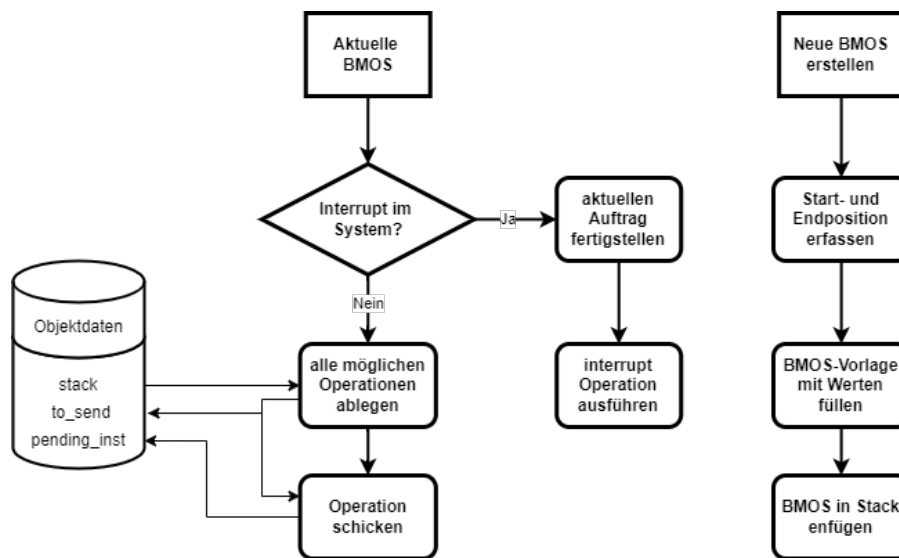 Aktuelle
BMOS
Neue BMOS
erstellen
Interrupt im
System?
Ja
aktuellen
Auftrag
fertigstellen
Start- und
Endposition
erfassen
Nein
Objektdaten
stack
to_send
pending_inst
alle möglichen
Operationen
ablegen
interrupt
Operation
ausführen
BMOS-Vorlage
mit Werten
füllen
Operation
schicken
BMOS in Stack
enfügen